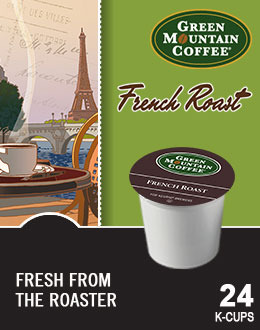 GREEN
MOUNTAIN
COFFEE®
French Roast
GREEN
MOUNTAIN
COFFEE
FRENCH ROAST
FRESH FROM
THE ROASTER
24
K-CUPS